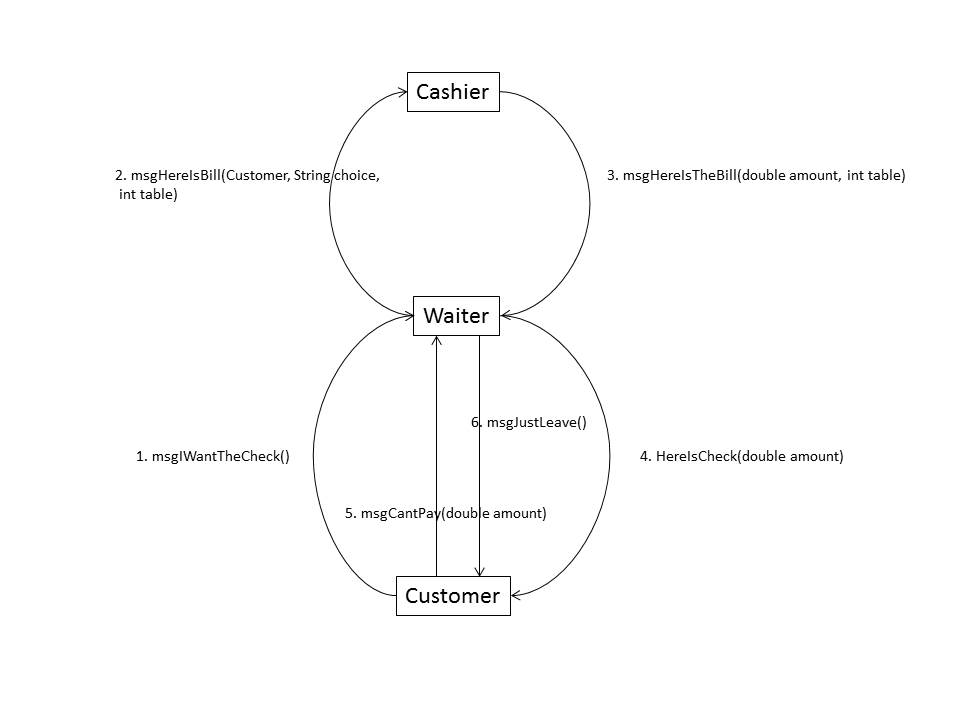 Cashier
2. msgHereIsBill(Customer, String choice,
int table)
3. msgHereIsTheBill(double amount, int table)
Waiter
6. msgJustLeave()
1. msgIWantTheCheck()
4. HereIsCheck(double amount)
5. msgCantPay(double amount)
Customer